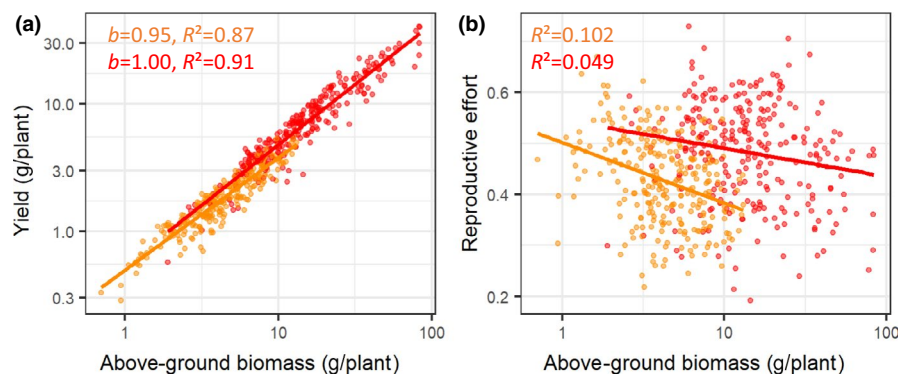 (a)
b=0.95, R²=0.87
b=1.00, R²=0.91
Yield (g/plant)
30.0
10.0
3.0
1.0
0.3
1 10 100
Above-ground biomass (g/plant)
(b)
R²=0.102
R²=0.049
Reproductive effort
0.6
0.4
0.2
1 10 100
Above-ground biomass (g/plant)